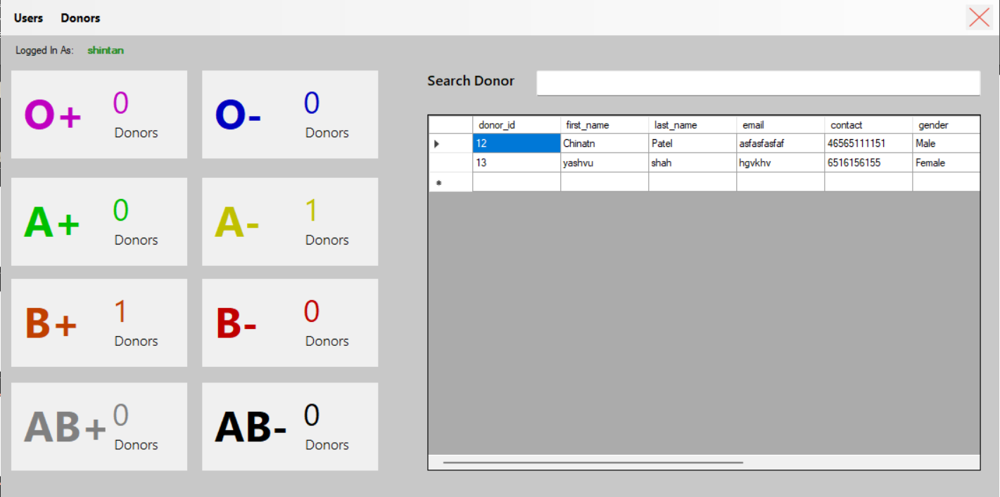 Users Donors
Logged In As: shintan
O+ 0 Donors
O- 0 Donors
A+ 0 Donors
A- 1 Donors
B+ 1 Donors
B- 0 Donors
AB+ 0 Donors
AB- 0 Donors
Search Donor
donor_id first_name last_name email contact gender
12 Chinatn Patel asfasfasfaf 46565111151 Male
13 yashvu shah hgvkhv 6516156155 Female